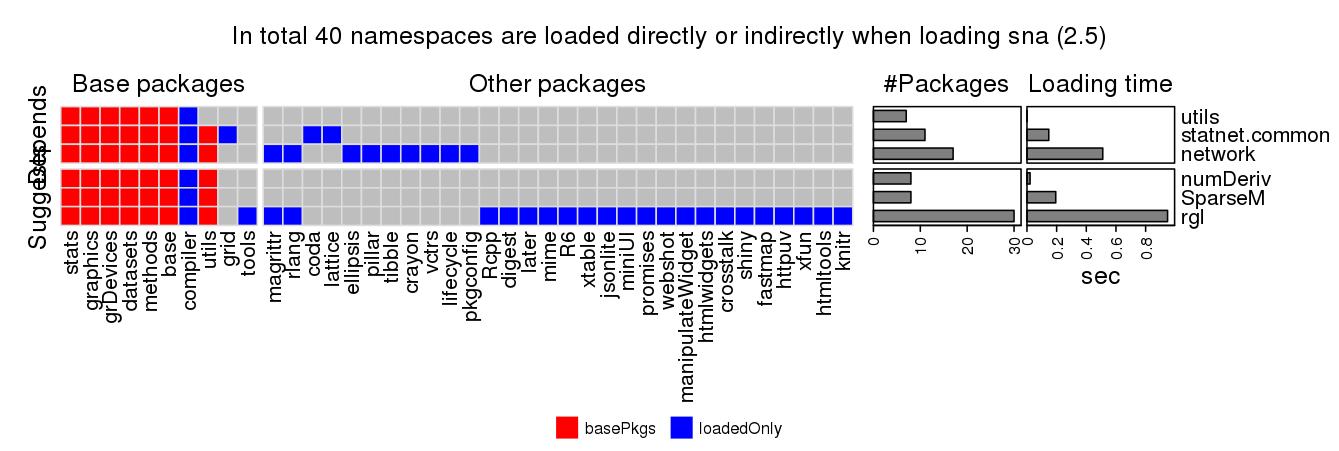 In total 40 namespaces are loaded directly or indirectly when loading sna (2.5)
Base packages
Other packages
#Packages
Loading time
Depends
Suggests
utils
statnet.common
network
numDeriv
SparseM
rgl
stats
graphics
grDevices
datasets
methods
base
compiler
utils
grid
tools
magrittr
rlang
coda
lattice
ellipsis
pillar
tibble
crayon
vctrs
lifecycle
pkgconfig
Rcpp
digest
later
mime
R6
xtable
jsonlite
miniUI
promises
webshot
manipulateWidget
htmlwidgets
crosstalk
shiny
fastmap
httpuv
xfun
htmltools
knitr
0 10 20 30
0 0.2 0.4 0.6 0.8
sec
basePkgs
loadedOnly